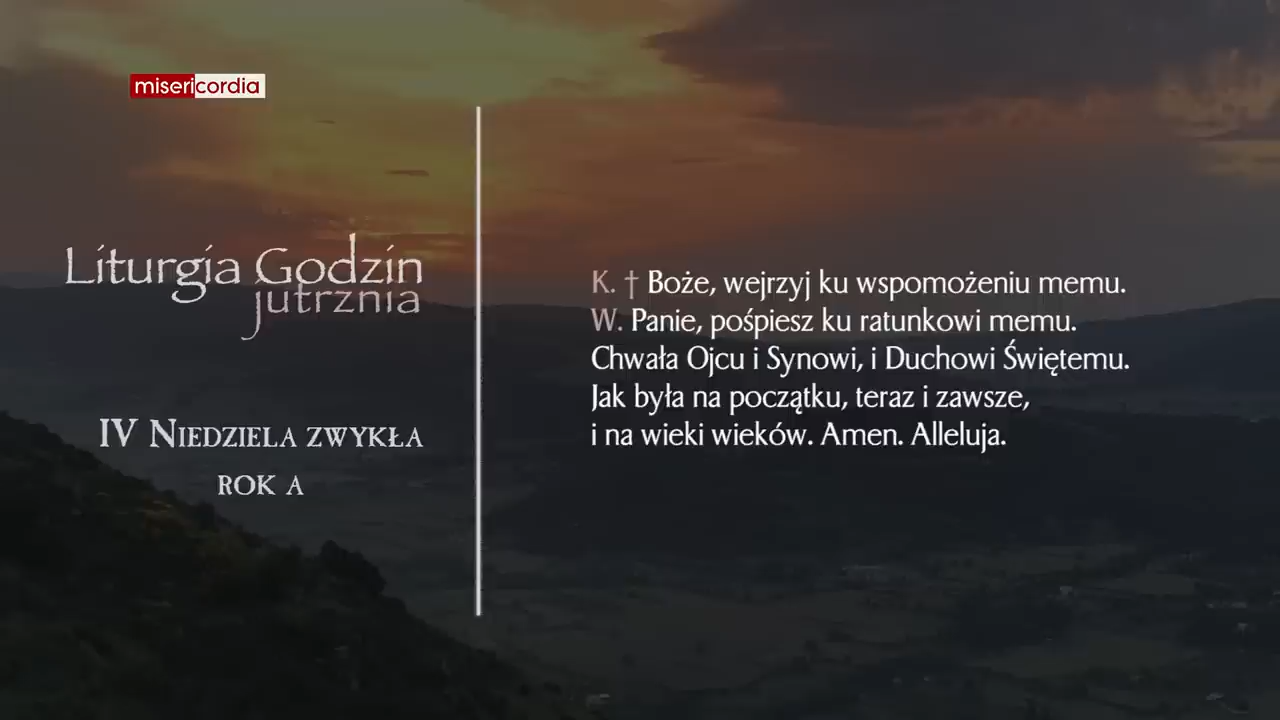 misericordia
Liturgia Godzin
jutrznia
IV Niedziela zwykła
rok A
K. † Boże, wejrzyj ku wspomożeniu memu.
W. Panie, pośpiesz ku ratunkowi memu.
Chwała Ojcu i Synowi, i Duchowi Świętemu.
Jak była na początku, teraz i zawsze,
i na wieki wieków. Amen. Alleluja.